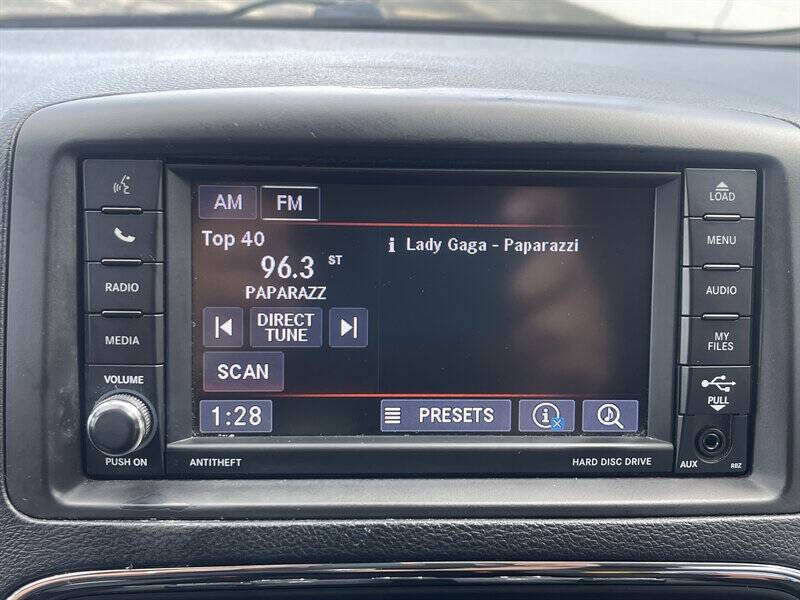 AM FM
Top 40
96.3 ST
PAPARAZZ
DIRECT
TUNE
SCAN
1:28
i Lady Gaga - Paparazzi
PRESETS
i
RADIO
MEDIA
VOLUME
PUSH ON
ANTITHEFT
HARD DISC DRIVE
LOAD
MENU
AUDIO
MY
FILES
PULL
AUX
RBZ